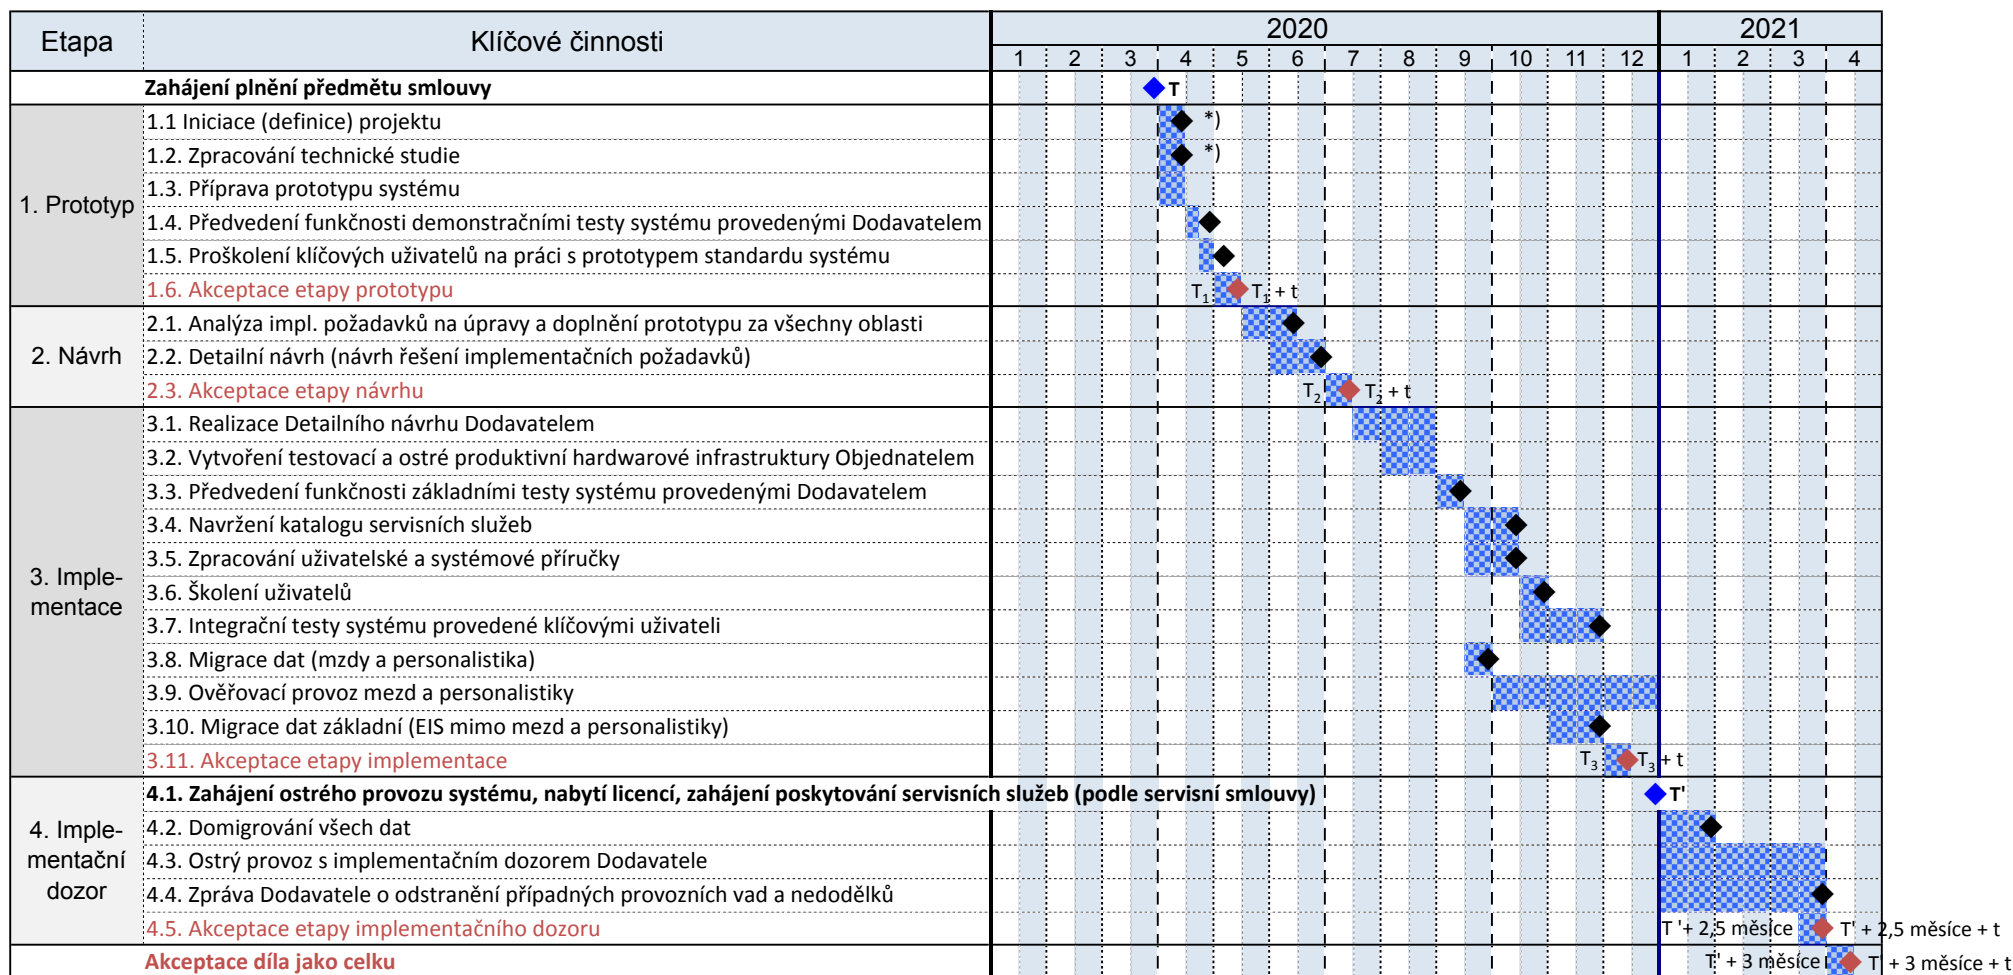 Etapa Klíčové činnosti 2020 2021
1 2 3 4 5 6 7 8 9 10 11 12 1 2 3 4
Zahájení plnění předmětu smlouvy T
1. Prototyp
1.1 Iniciace (definice) projektu *)
1.2. Zpracování technické studie *)
1.3. Příprava prototypu systému
1.4. Předvedení funkčnosti demonstračními testy systému provedenými Dodavatelem
1.5. Proškolení klíčových uživatelů na práci s prototypem standardu systému
1.6. Akceptace etapy prototypu T1 T1 + t
2. Návrh
2.1. Analýza impl. požadavků na úpravy a doplnění prototypu za všechny oblasti
2.2. Detailní návrh (návrh řešení implementačních požadavků)
2.3. Akceptace etapy návrhu T2 T2 + t
3. Imple-
mentace
3.1. Realizace Detailního návrhu Dodavatelem
3.2. Vytvoření testovací a ostré produktivní hardwarové infrastruktury Objednatelem
3.3. Předvedení funkčnosti základními testy systému provedenými Dodavatelem
3.4. Navržení katalogu servisních služeb
3.5. Zpracování uživatelské a systémové příručky
3.6. Školení uživatelů
3.7. Integrační testy systému provedené klíčovými uživateli
3.8. Migrace dat (mzdy a personalistika)
3.9. Ověřovací provoz mezd a personalistiky
3.10. Migrace dat základní (EIS mimo mezd a personalistiky)
3.11. Akceptace etapy implementace T3 T3 + t
4. Imple-
mentační
dozor
4.1. Zahájení ostrého provozu systému, nabytí licencí, zahájení poskytování servisních služeb (podle servisní smlouvy) T'
4.2. Domigrování všech dat
4.3. Ostrý provoz s implementačním dozorem Dodavatele
4.4. Zpráva Dodavatele o odstranění případných provozních vad a nedodělků
4.5. Akceptace etapy implementačního dozoru T '+ 2,5 měsíce T' + 2,5 měsíce + t
Akceptace díla jako celku T' + 3 měsíce T' + 3 měsíce + t